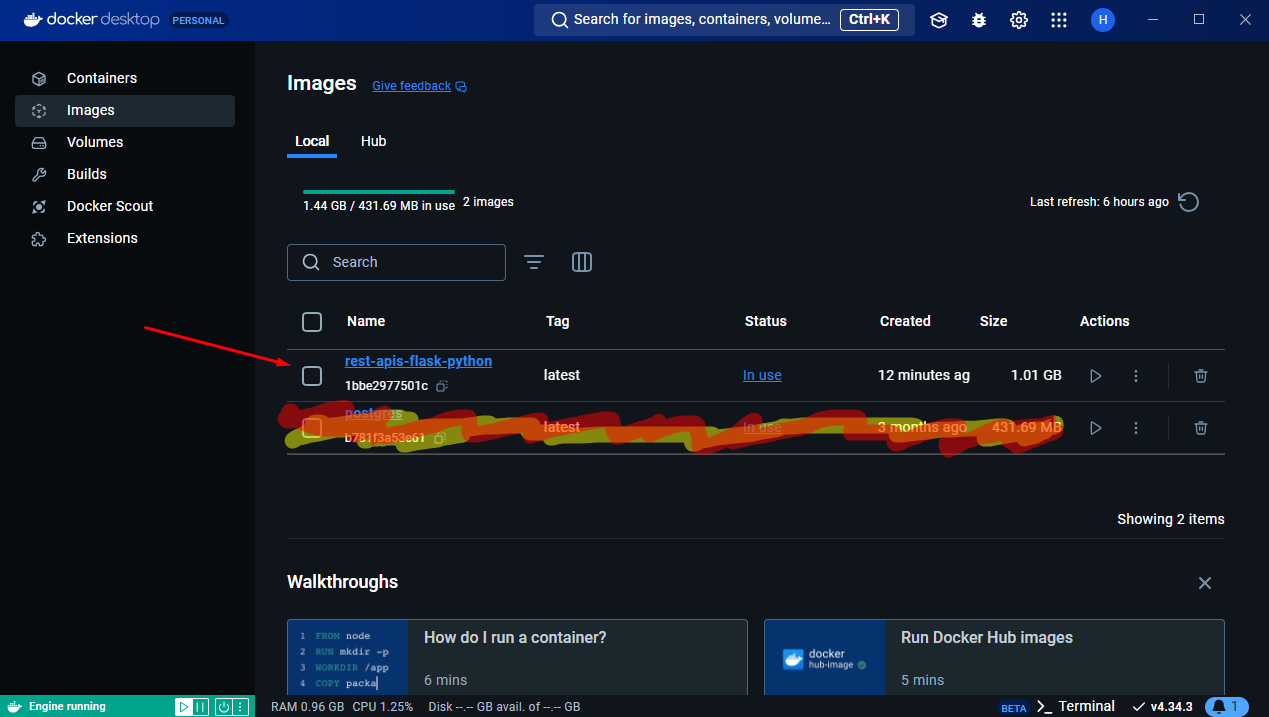 docker desktop PERSONAL
Search for images, containers, volume... Ctrl+K
H
Containers
Images
Volumes
Builds
Docker Scout
Extensions
Images Give feedback
Local Hub
1.44 GB / 431.69 MB in use 2 images
Last refresh: 6 hours ago
Search
Name Tag Status Created Size Actions
rest-apis-flask-python
1bbe2977501c
latest In use 12 minutes ag 1.01 GB
postgres
b781f3a53e61
latest In use 3 months ago 431.69 MB
Showing 2 items
Walkthroughs
1 FROM node
2 RUN mkdir -p
3 WORKDIR /app
4 COPY packa
How do I run a container?
6 mins
docker
hub-image
Run Docker Hub images
5 mins
Engine running
RAM 0.96 GB CPU 1.25% Disk --.-- GB avail. of --.-- GB
BETA >_ Terminal v4.34.3 1